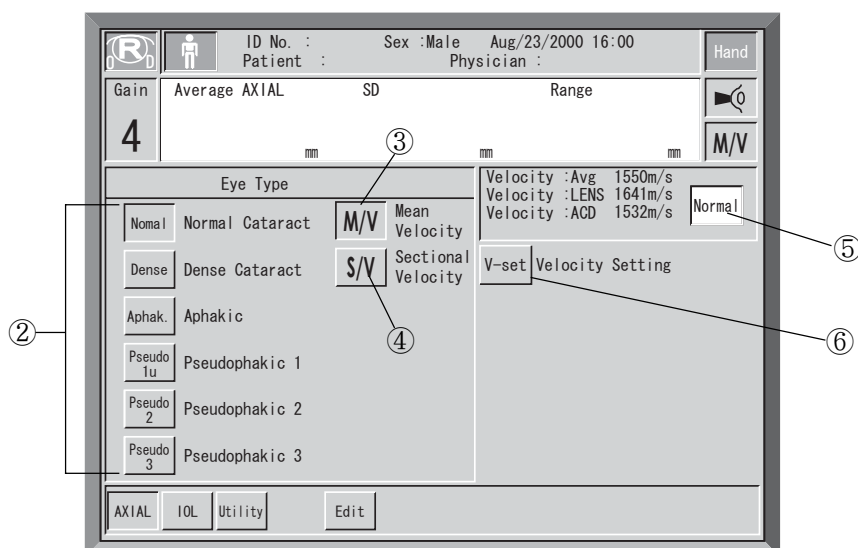 R
O D
ID No. : Sex :Male Aug/23/2000 16:00
Patient : Physician :
Hand
Gain
4
Average AXIAL SD Range
mm mm mm
M/V
③
Eye Type
Velocity :Avg 1550m/s
Velocity :LENS 1641m/s
Velocity :ACD 1532m/s
Normal
⑤
②
Nomal Normal Cataract
M/V Mean
Velocity
Dense Dense Cataract
S/V Sectional
Velocity
④
V-set Velocity Setting
⑥
Aphak. Aphakic
Pseudo
1u Pseudophakic 1
Pseudo
2 Pseudophakic 2
Pseudo
3 Pseudophakic 3
AXIAL IOL Utility Edit